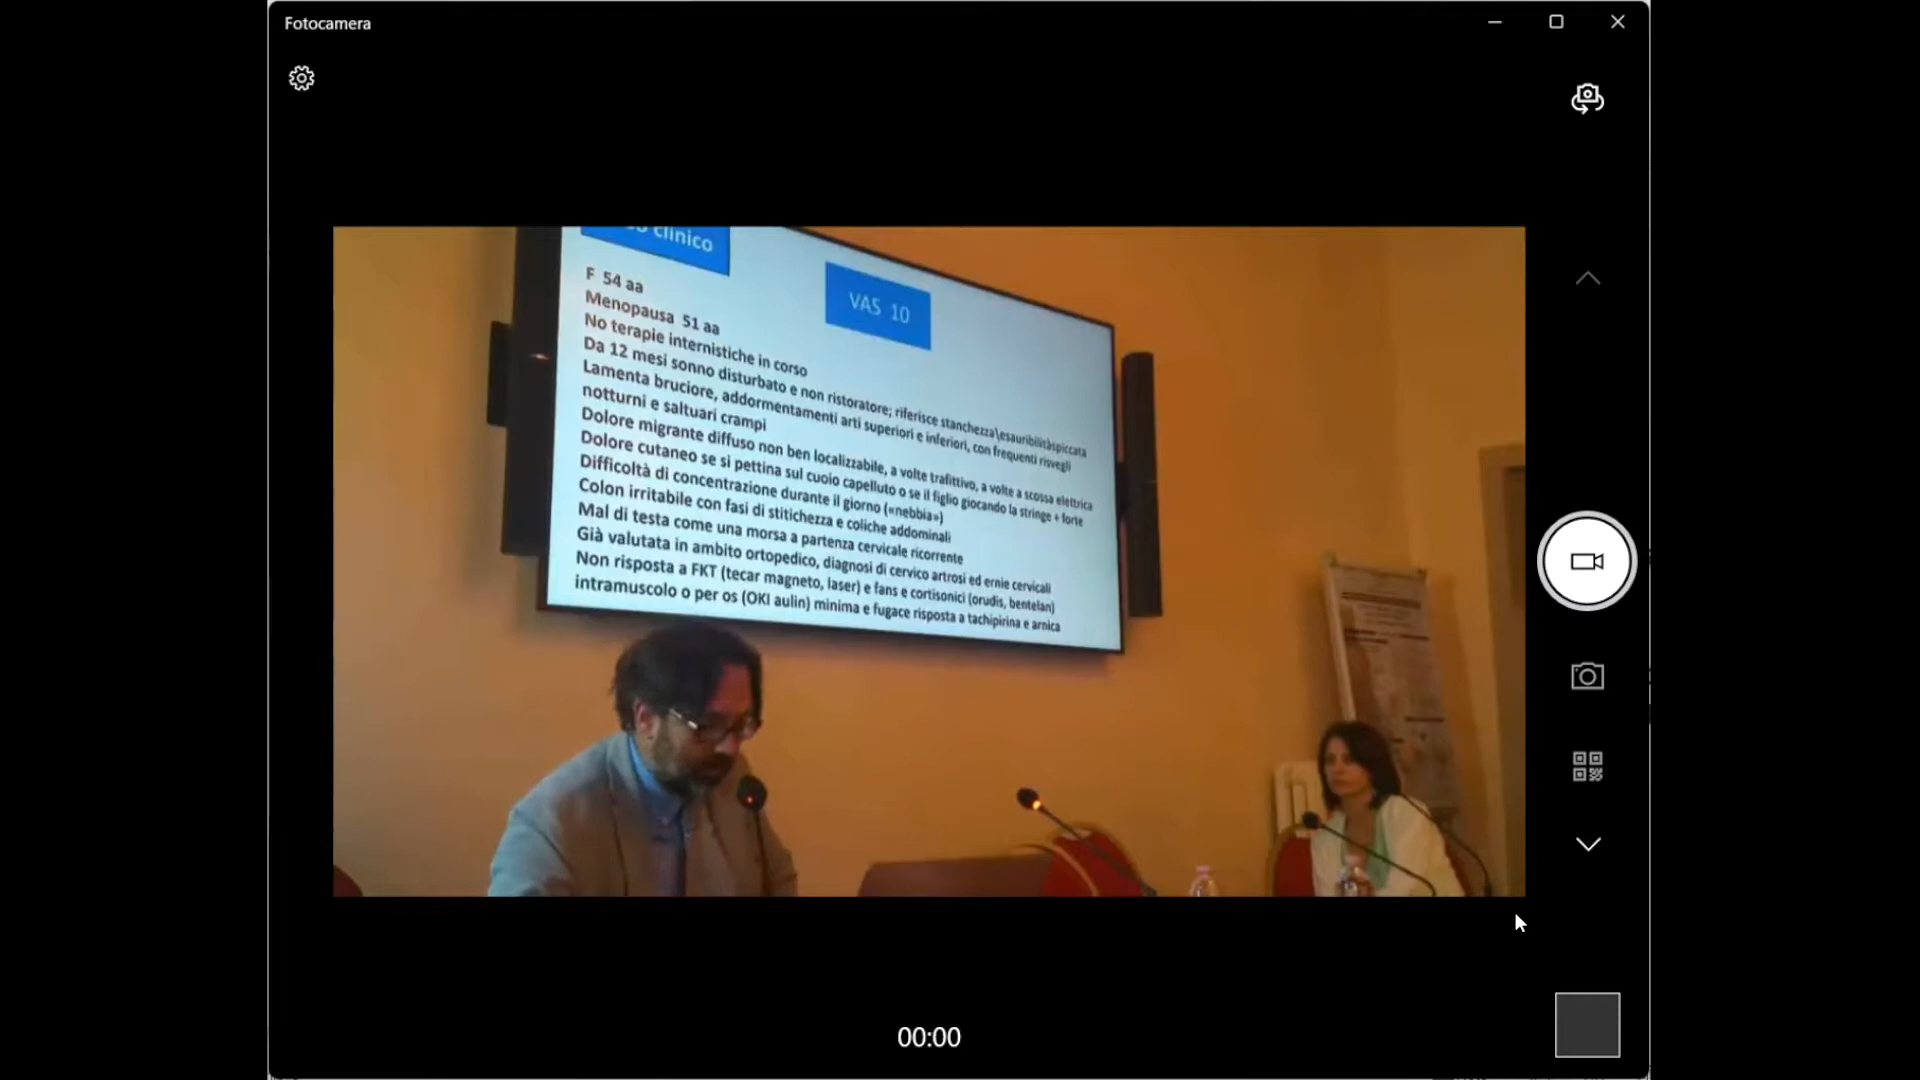 Fotocamera
clinico
VAS 10
F 54 aa
Menopausa 51 aa
No terapie internistiche in corso
Da 12 mesi sonno disturbato e non ristoratore; riferisce stanchezza\esauribilitàspiccata
Lamenta bruciore, addormentamenti arti superiori e inferiori, con frequenti risvegli
notturni e saltuari crampi
Dolore migrante diffuso non ben localizzabile, a volte trafittivo, a volte a scossa elettrica
Dolore cutaneo se si pettina sul cuoio capelluto o se il figlio giocando la stringe + forte
Difficoltà di concentrazione durante il giorno («nebbia»)
Colon irritabile con fasi di stitichezza e coliche addominali
Mal di testa come una morsa a partenza cervicale ricorrente
Già valutata in ambito ortopedico, diagnosi di cervico artrosi ed ernie cervicali
Non risposta a FKT (tecar magneto, laser) e fans e cortisonici (orudis, bentelan)
intramuscolo o per os (OKI aulin) minima e fugace risposta a tachipirina e arnica
00:00